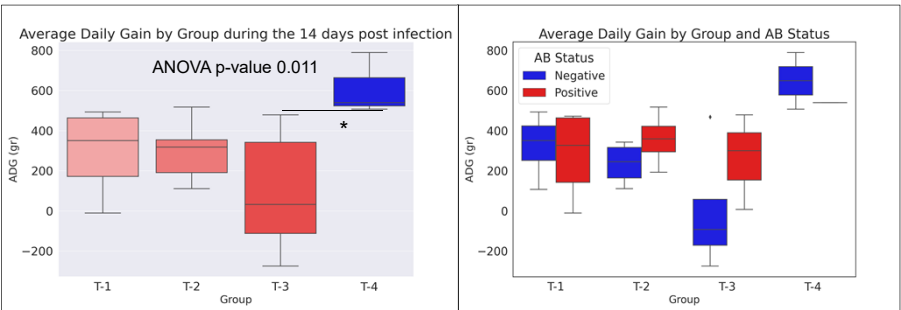 Average Daily Gain by Group during the 14 days post infection
ANOVA p-value 0.011
800
600
400
200
0
−200
ADG (gr)
*
T-1 T-2 T-3 T-4
Group
Average Daily Gain by Group and AB Status
AB Status
Negative
Positive
800
600
400
200
0
−200
ADG (gr)
T-1 T-2 T-3 T-4
Group